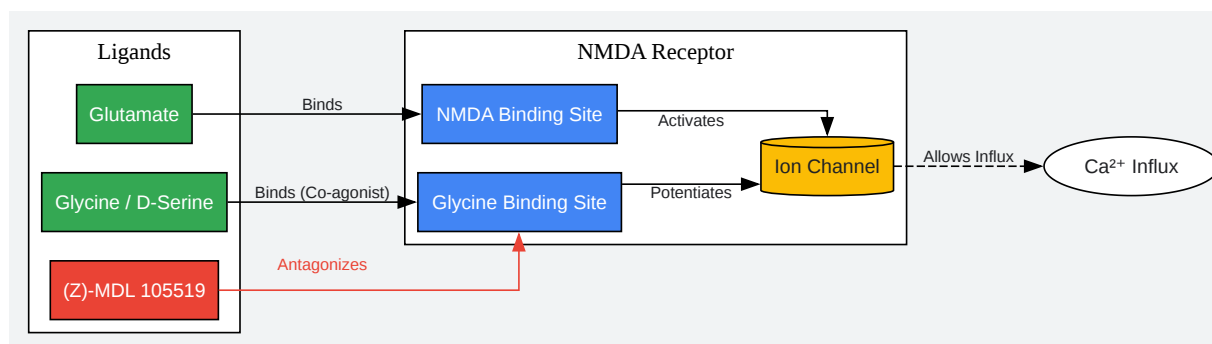 Ligands
NMDA Receptor
Glutamate
Binds
NMDA Binding Site
Activates
Ion Channel
Allows Influx
Ca²⁺ Influx
Glycine / D-Serine
Binds (Co-agonist)
Glycine Binding Site
Potentiates
(Z)-MDL 105519
Antagonizes